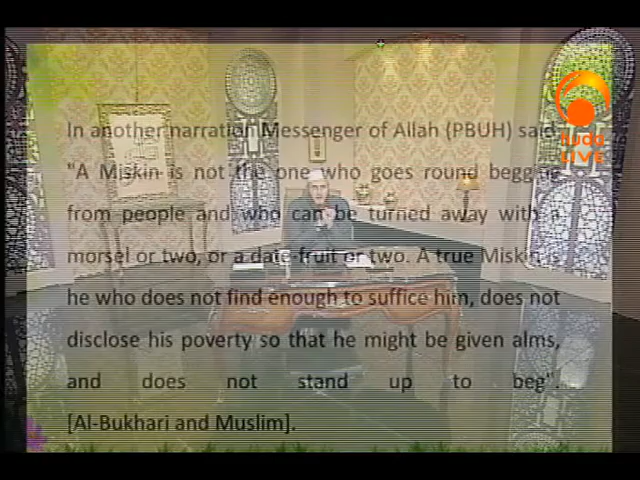 In another narration Messenger of Allah (PBUH) said
"A Miskin is not the one who goes round begging
from people and who can be turned away with a
morsel or two, or a date-fruit or two. A true Miskin is
he who does not find enough to suffice him, does not
disclose his poverty so that he might be given alms,
and does not stand up to beg".
[Al-Bukhari and Muslim].
huda
LIVE